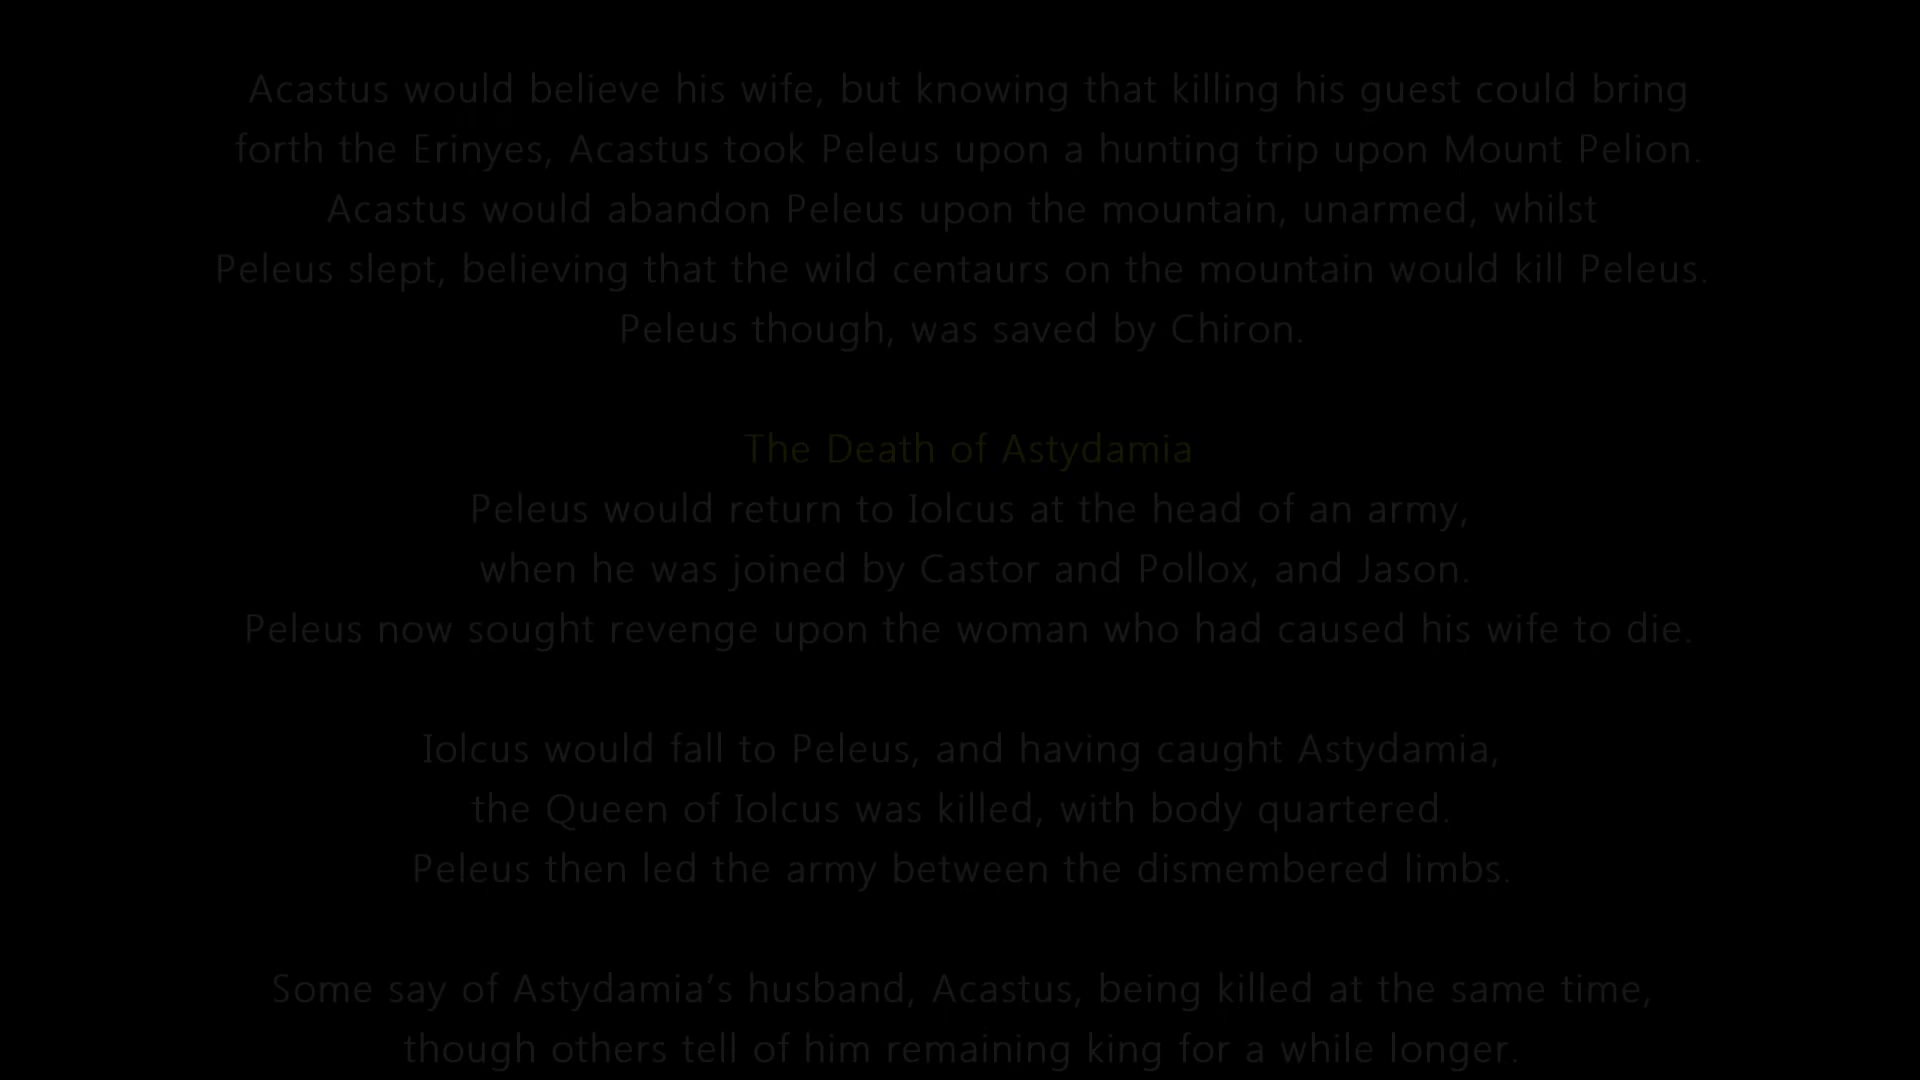 Acastus would believe his wife, but knowing that killing his guest could bring
forth the Erinyes, Acastus took Peleus upon a hunting trip upon Mount Pelion.
Acastus would abandon Peleus upon the mountain, unarmed, whilst
Peleus slept, believing that the wild centaurs on the mountain would kill Peleus.
Peleus though, was saved by Chiron.
The Death of Astydamia
Peleus would return to Iolcus at the head of an army,
when he was joined by Castor and Pollox, and Jason.
Peleus now sought revenge upon the woman who had caused his wife to die.
Iolcus would fall to Peleus, and having caught Astydamia,
the Queen of Iolcus was killed, with body quartered.
Peleus then led the army between the dismembered limbs.
Some say of Astydamia’s husband, Acastus, being killed at the same time,
though others tell of him remaining king for a while longer.